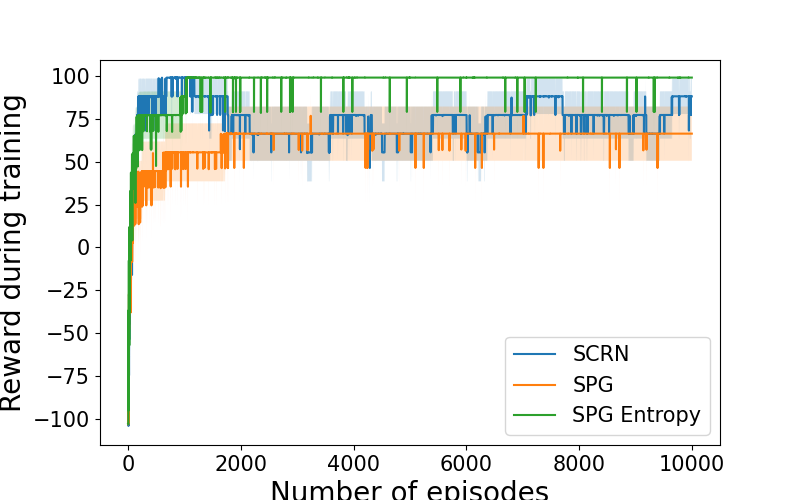 Reward during training
100
75
50
25
0
−25
−50
−75
−100
SCRN
SPG
SPG Entropy
0 2000 4000 6000 8000 10000
Number of episodes